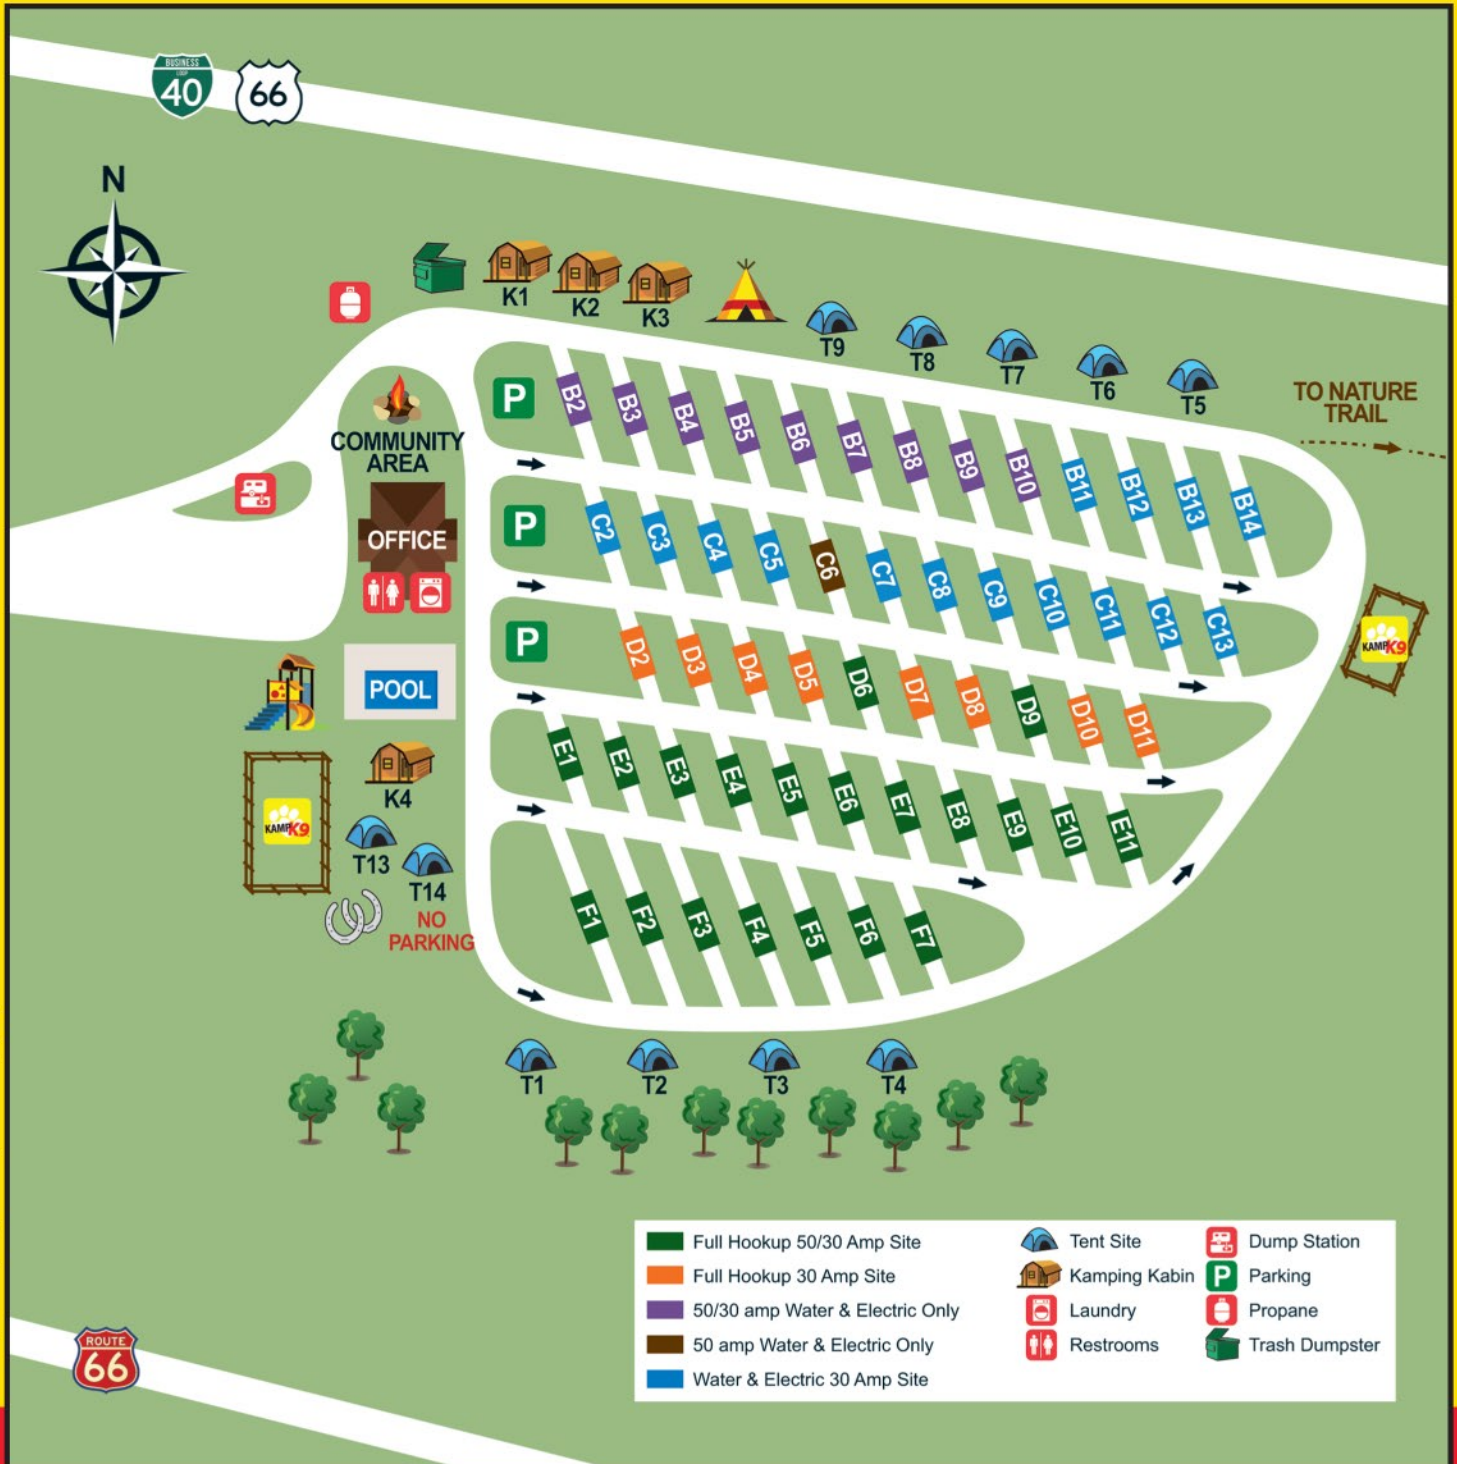 BUSINESS
LOOP
40
66
N
K1
K2
K3
T9
T8
T7
T6
T5
TO NATURE
TRAIL
P
B2
B3
B4
B5
B6
B7
B8
B9
B10
B11
B12
B13
B14
COMMUNITY
AREA
OFFICE
P
C2
C3
C4
C5
C6
C7
C8
C9
C10
C11
C12
C13
KAMPK9
P
D2
D3
D4
D5
D6
D7
D8
D9
D10
D11
POOL
E1
E2
E3
E4
E5
E6
E7
E8
E9
E10
E11
K4
KAMPK9
T13
T14
NO
PARKING
F1
F2
F3
F4
F5
F6
F7
T1
T2
T3
T4
Full Hookup 50/30 Amp Site
Full Hookup 30 Amp Site
50/30 amp Water & Electric Only
50 amp Water & Electric Only
Water & Electric 30 Amp Site
Tent Site
Kamping Kabin
Laundry
Restrooms
Dump Station
P Parking
Propane
Trash Dumpster
ROUTE
66